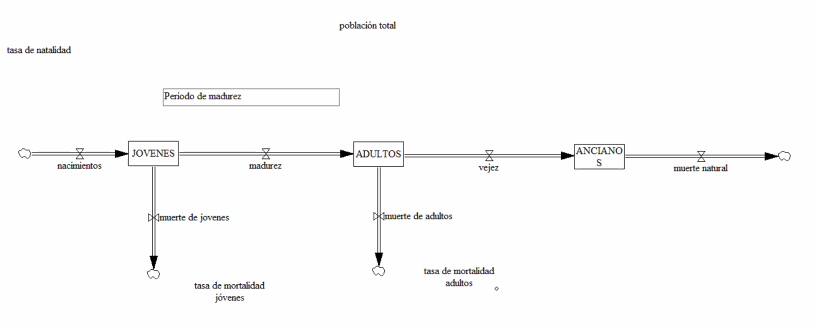 población total
tasa de natalidad
Período de madurez
JOVENES
ADULTOS
ANCIANO
S
nacimientos
madurez
vejez
muerte natural
muerte de jovenes
muerte de adultos
tasa de mortalidad
jóvenes
tasa de mortalidad
adultos